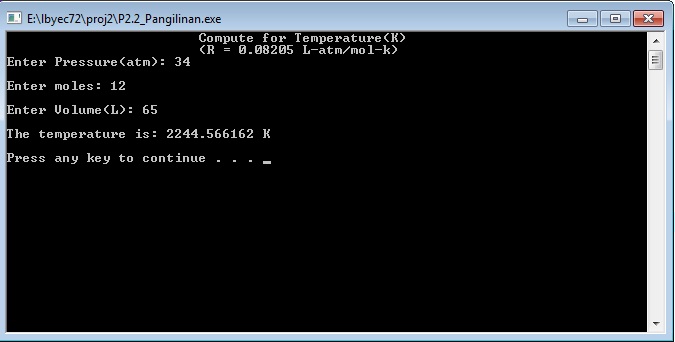 E:\lbyec72\proj2\P2.2_Pangilinan.exe
Compute for Temperature(K)
(R = 0.08205 L-atm/mol-k)
Enter Pressure(atm): 34
Enter moles: 12
Enter Volume(L): 65
The temperature is: 2244.566162 K
Press any key to continue . . . _